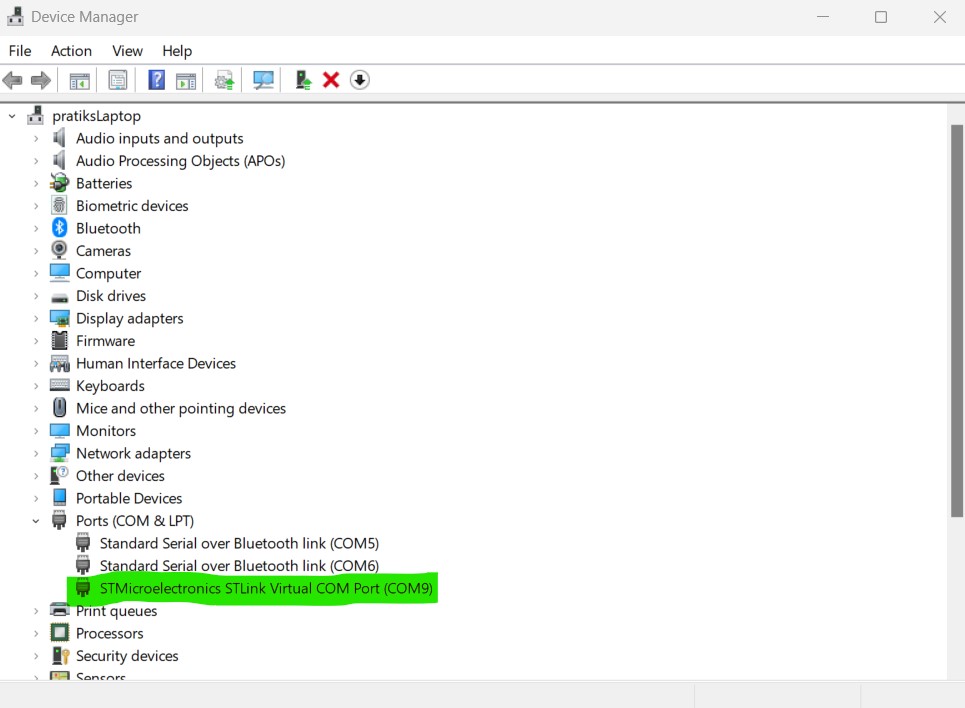 Device Manager
File Action View Help
pratiksLaptop
Audio inputs and outputs
Audio Processing Objects (APOs)
Batteries
Biometric devices
Bluetooth
Cameras
Computer
Disk drives
Display adapters
Firmware
Human Interface Devices
Keyboards
Mice and other pointing devices
Monitors
Network adapters
Other devices
Portable Devices
Ports (COM & LPT)
Standard Serial over Bluetooth link (COM5)
Standard Serial over Bluetooth link (COM6)
STMicroelectronics STLink Virtual COM Port (COM9)
Print queues
Processors
Security devices
Sensors